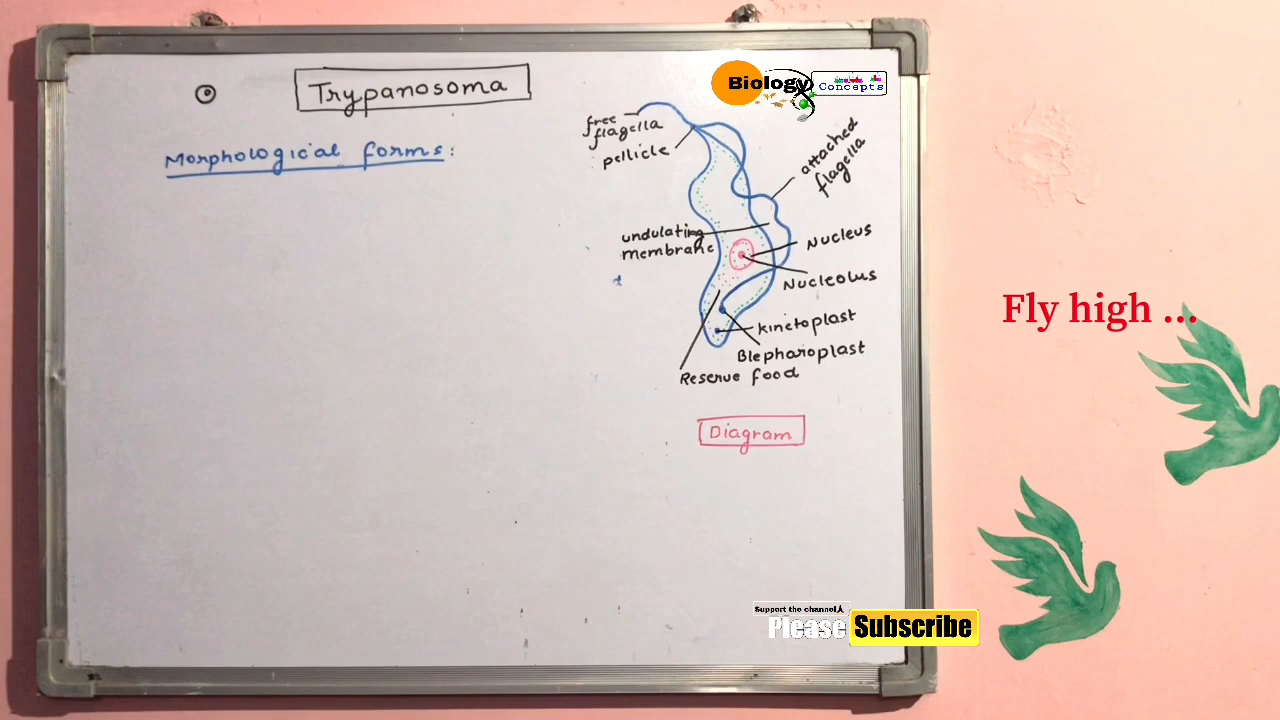 Trypanosoma
Biology
Concepts
Morphological forms:
free
flagella
pellicle
attached
flagella
undulating
membrane
Nucleus
Nucleolus
kinetoplast
Blepharoplast
Reserve food
Diagram
Fly high ...
Support the channel
Please Subscribe